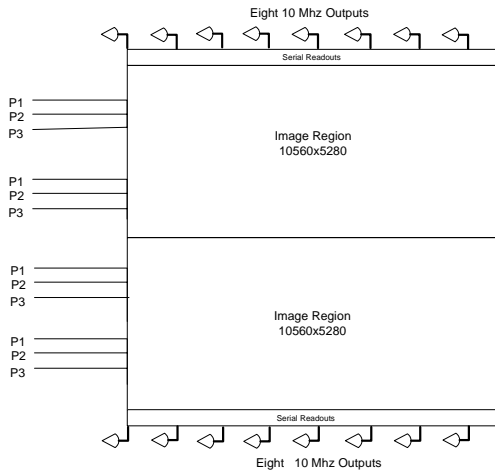 Eight 10 Mhz Outputs
Serial Readouts
P1
P2
P3
Image Region
10560x5280
P1
P2
P3
P1
P2
P3
Image Region
10560x5280
P1
P2
P3
Serial Readouts
Eight 10 Mhz Outputs